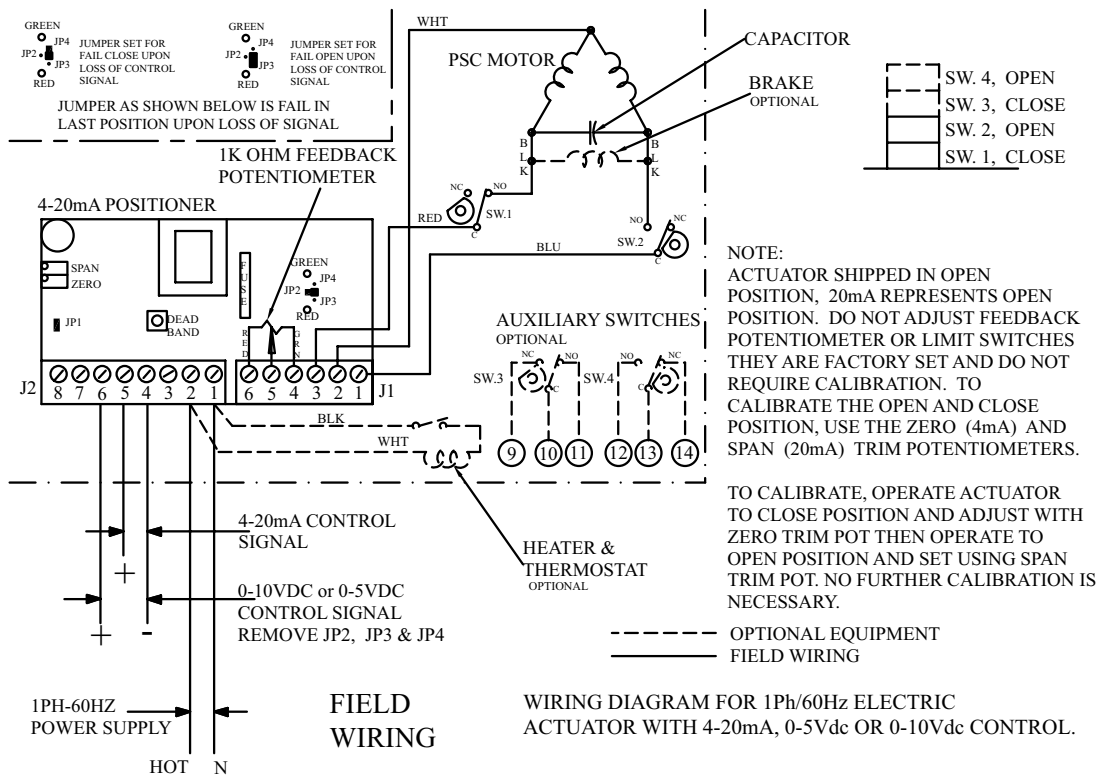 GREEN
JP4
JP2
JP3
RED
JUMPER SET FOR
FAIL CLOSE UPON
LOSS OF CONTROL
SIGNAL
GREEN
JP4
JP2
JP3
RED
JUMPER SET FOR
FAIL OPEN UPON
LOSS OF CONTROL
SIGNAL
JUMPER AS SHOWN BELOW IS FAIL IN
LAST POSITION UPON LOSS OF SIGNAL
WHT
PSC MOTOR
CAPACITOR
BRAKE
OPTIONAL
BLK
BLK
SW. 4, OPEN
SW. 3, CLOSE
SW. 2, OPEN
SW. 1, CLOSE
1K OHM FEEDBACK
POTENTIOMETER
4-20mA POSITIONER
NC
NO
SW.1
C
RED
NO
NC
SW.2
C
BLU
SPAN
ZERO
JP1
DEAD
BAND
FUSE
GREEN
JP4
JP2
JP3
RED
RED
GRN
J2
8 7 6 5 4 3 2 1
6 5 4 3 2 1
J1
BLK
WHT
AUXILIARY SWITCHES
OPTIONAL
NC
NO
SW.3
C
NO
NC
SW.4
C
9 10 11 12 13 14
HEATER &
THERMOSTAT
OPTIONAL
4-20mA CONTROL
SIGNAL
+
0-10VDC or 0-5VDC
CONTROL SIGNAL
REMOVE JP2, JP3 & JP4
+ -
1PH-60HZ
POWER SUPPLY
HOT N
FIELD
WIRING
NOTE:
ACTUATOR SHIPPED IN OPEN
POSITION, 20mA REPRESENTS OPEN
POSITION. DO NOT ADJUST FEEDBACK
POTENTIOMETER OR LIMIT SWITCHES
THEY ARE FACTORY SET AND DO NOT
REQUIRE CALIBRATION. TO
CALIBRATE THE OPEN AND CLOSE
POSITION, USE THE ZERO (4mA) AND
SPAN (20mA) TRIM POTENTIOMETERS.
TO CALIBRATE, OPERATE ACTUATOR
TO CLOSE POSITION AND ADJUST WITH
ZERO TRIM POT THEN OPERATE TO
OPEN POSITION AND SET USING SPAN
TRIM POT. NO FURTHER CALIBRATION IS
NECESSARY.
OPTIONAL EQUIPMENT
FIELD WIRING
WIRING DIAGRAM FOR 1Ph/60Hz ELECTRIC
ACTUATOR WITH 4-20mA, 0-5Vdc OR 0-10Vdc CONTROL.